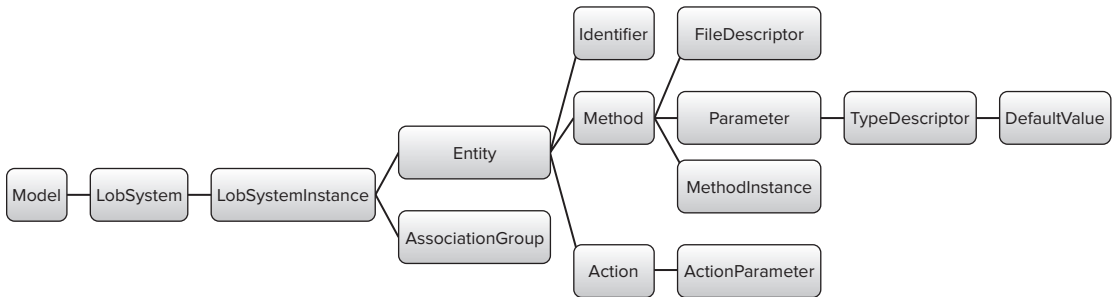 Identifier
FileDescriptor
Method
Parameter
TypeDescriptor
DefaultValue
Entity
MethodInstance
Model
LobSystem
LobSystemInstance
AssociationGroup
Action
ActionParameter